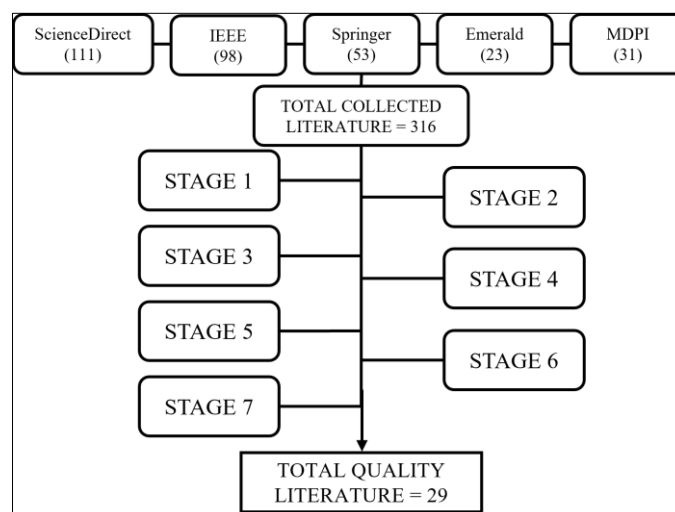 ScienceDirect
(111)
IEEE
(98)
Springer
(53)
Emerald
(23)
MDPI
(31)
TOTAL COLLECTED
LITERATURE = 316
STAGE 1
STAGE 2
STAGE 3
STAGE 4
STAGE 5
STAGE 6
STAGE 7
TOTAL QUALITY
LITERATURE = 29